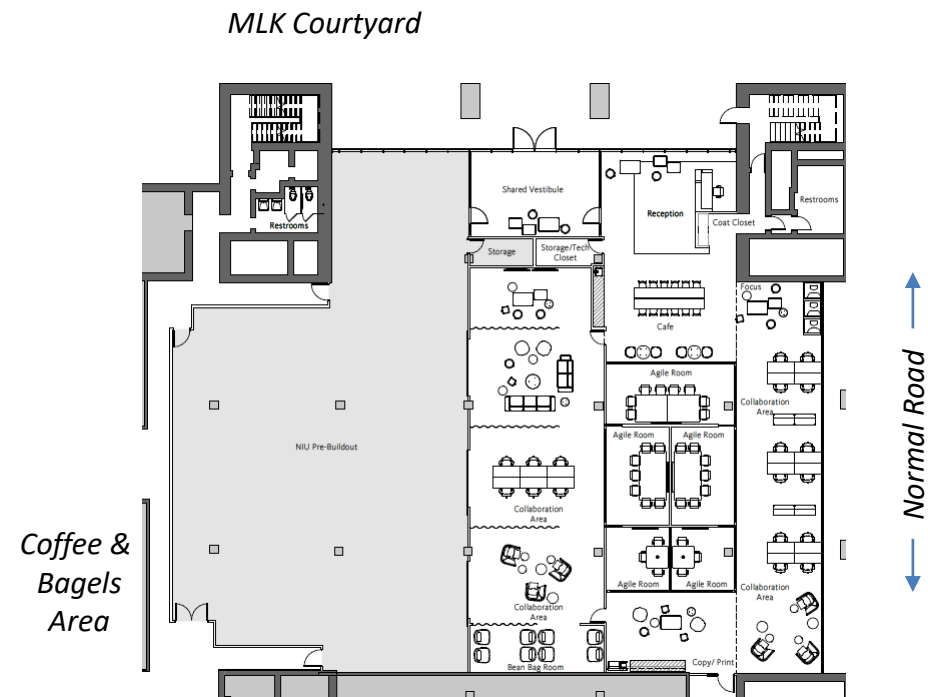 MLK Courtyard
Shared Vestibule
Restrooms
Reception
Restrooms
Coat Closet
Storage
Storage/Tech
Closet
Focus
Cafe
Agile Room
Collaboration
Area
Agile Room
Agile Room
NIU Pre-Buildout
Normal Road
Collaboration
Area
Coffee &
Bagels
Area
Agile Room
Agile Room
Collaboration
Area
Collaboration
Area
Bean Bag Room
Copy/ Print